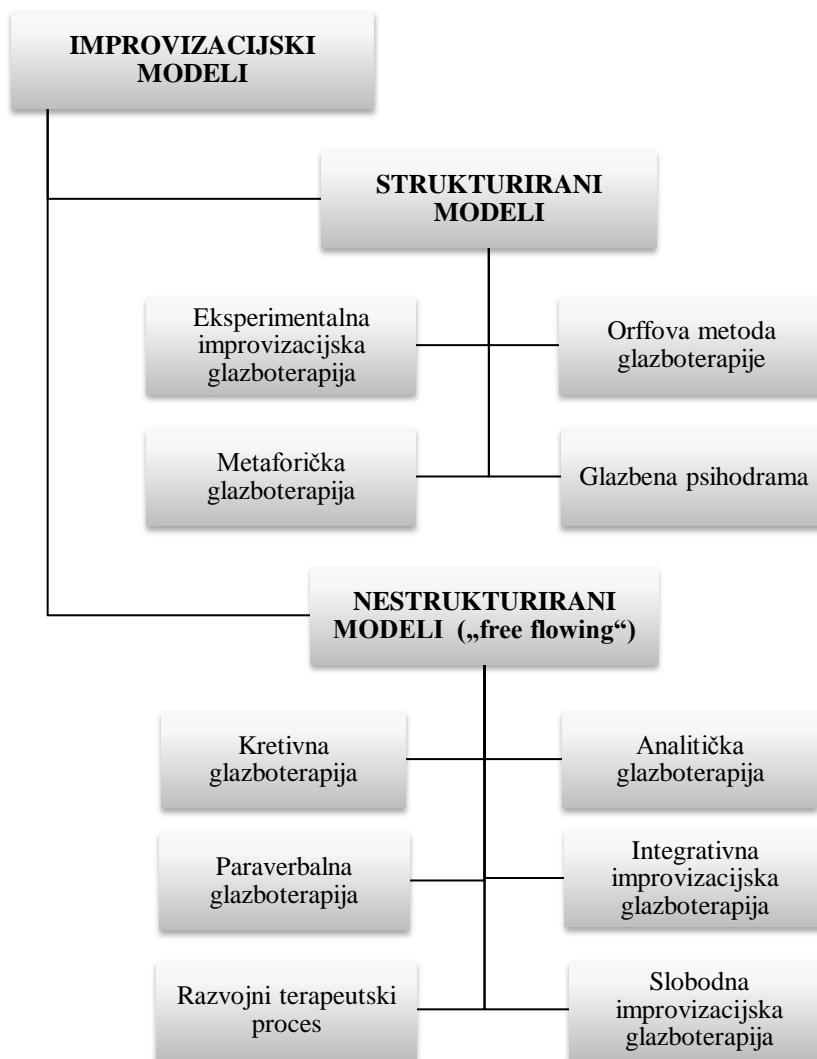 IMPROVIZACIJSKI
MODELI
STRUKTURIRANI
MODELI
Eksperimentalna
improvizacijska
glazboterapija
Orffova metoda
glazboterapije
Metaforička
glazboterapija
Glazbena psihodrama
NESTRUKTURIRANI
MODELI („free flowing“)
Kretivna
glazboterapija
Analitička
glazboterapija
Paraverbalna
glazboterapija
Integrativna
improvizacijska
glazboterapija
Razvojni terapeutski
proces
Slobodna
improvizacijska
glazboterapija